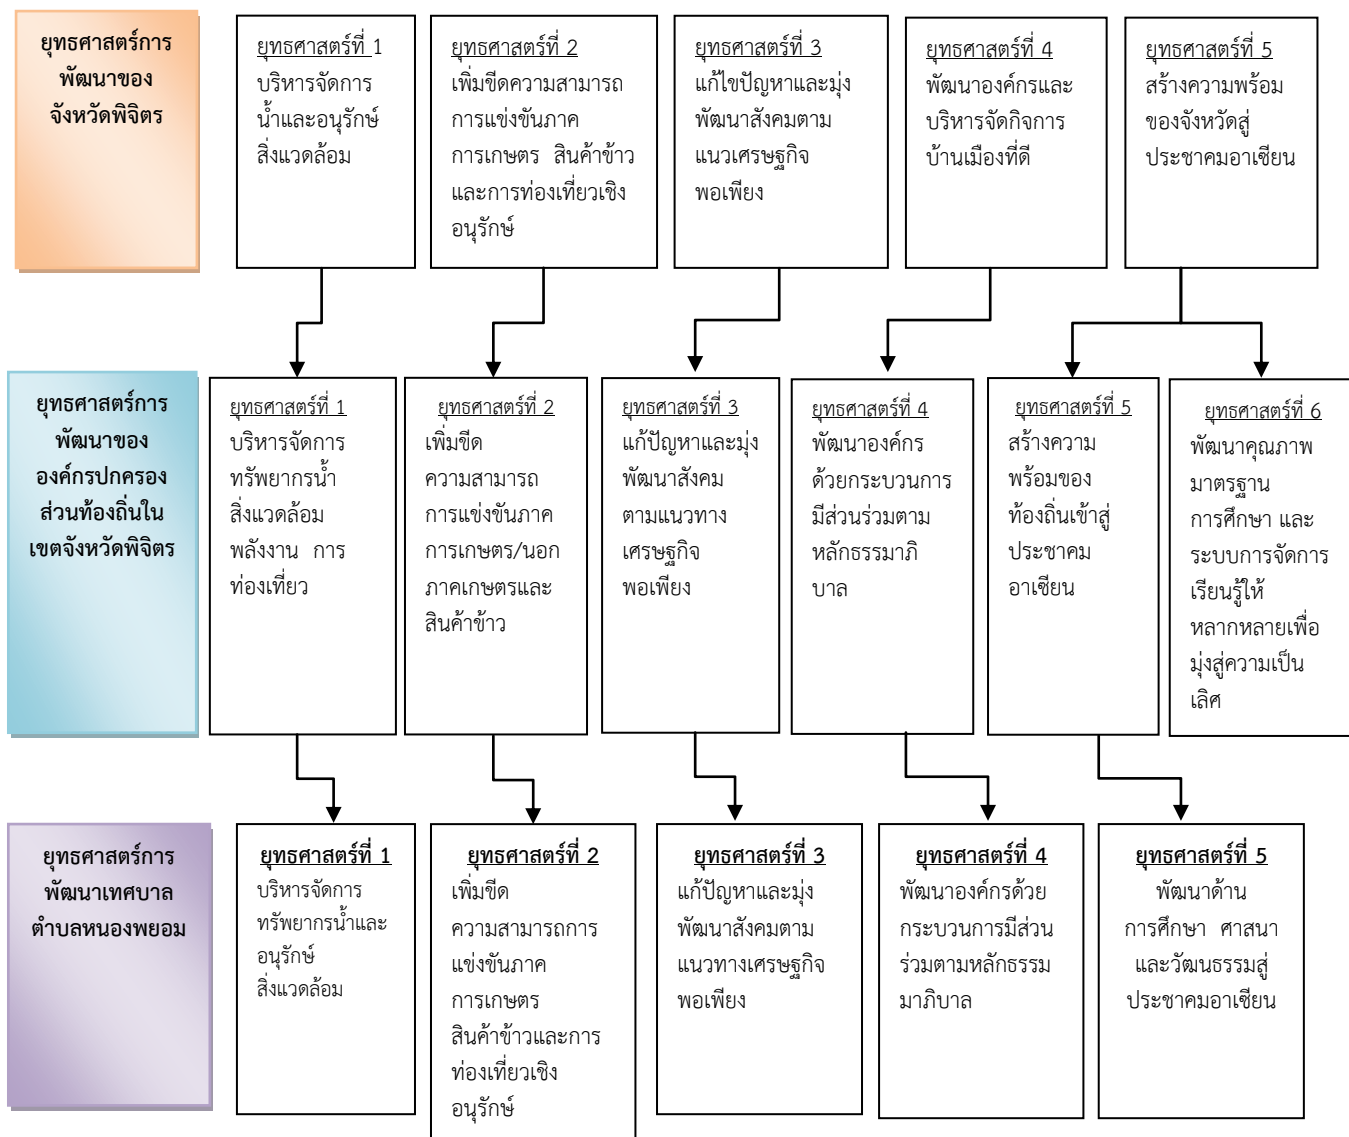 ยุทธศาสตร์การ
พัฒนาของ
จังหวัดพิจิตร
ยุทธศาสตร์ที่ 1
บริหารจัดการ
น้ำและอนุรักษ์
สิ่งแวดล้อม
ยุทธศาสตร์ที่ 2
เพิ่มขีดความสามารถ
การแข่งขันภาค
การเกษตร สินค้าข้าว
และการท่องเที่ยวเชิง
อนุรักษ์
ยุทธศาสตร์ที่ 3
แก้ไขปัญหาและมุ่ง
พัฒนาสังคมตาม
แนวเศรษฐกิจ
พอเพียง
ยุทธศาสตร์ที่ 4
พัฒนาองค์กรและ
บริหารจัดกิจการ
บ้านเมืองที่ดี
ยุทธศาสตร์ที่ 5
สร้างความพร้อม
ของจังหวัดสู่
ประชาคมอาเซียน
ยุทธศาสตร์การ
พัฒนาของ
องค์กรปกครอง
ส่วนท้องถิ่นใน
เขตจังหวัดพิจิตร
ยุทธศาสตร์ที่ 1
บริหารจัดการ
ทรัพยากรน้ำ
สิ่งแวดล้อม
พลังงาน การ
ท่องเที่ยว
ยุทธศาสตร์ที่ 2
เพิ่มขีด
ความสามารถ
การแข่งขันภาค
การเกษตร/นอก
ภาคเกษตรและ
สินค้าข้าว
ยุทธศาสตร์ที่ 3
แก้ปัญหาและมุ่ง
พัฒนาสังคม
ตามแนวทาง
เศรษฐกิจ
พอเพียง
ยุทธศาสตร์ที่ 4
พัฒนาองค์กร
ด้วยกระบวนการ
มีส่วนร่วมตาม
หลักธรรมาภิ
บาล
ยุทธศาสตร์ที่ 5
สร้างความ
พร้อมของ
ท้องถิ่นเข้าสู่
ประชาคม
อาเซียน
ยุทธศาสตร์ที่ 6
พัฒนาคุณภาพ
มาตรฐาน
การศึกษา และ
ระบบการจัดการ
เรียนรู้ให้
หลากหลายเพื่อ
มุ่งสู่ความเป็น
เลิศ
ยุทธศาสตร์การ
พัฒนาเทศบาล
ตำบลหนองพยอม
ยุทธศาสตร์ที่ 1
บริหารจัดการ
ทรัพยากรน้ำและ
อนุรักษ์
สิ่งแวดล้อม
ยุทธศาสตร์ที่ 2
เพิ่มขีด
ความสามารถการ
แข่งขันภาค
การเกษตร
สินค้าข้าวและการ
ท่องเที่ยวเชิง
อนุรักษ์
ยุทธศาสตร์ที่ 3
แก้ปัญหาและมุ่ง
พัฒนาสังคมตาม
แนวทางเศรษฐกิจ
พอเพียง
ยุทธศาสตร์ที่ 4
พัฒนาองค์กรด้วย
กระบวนการมีส่วน
ร่วมตามหลักธรรม
มาภิบาล
ยุทธศาสตร์ที่ 5
พัฒนาด้าน
การศึกษา ศาสนา
และวัฒนธรรมสู่
ประชาคมอาเซียน